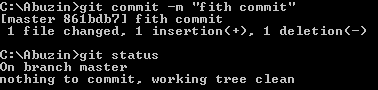 C:\Abuzin>git commit -m "fith commit"
[master 861bdb7] fith commit
 1 file changed, 1 insertion(+), 1 deletion(-)
C:\Abuzin>git status
On branch master
nothing to commit, working tree clean